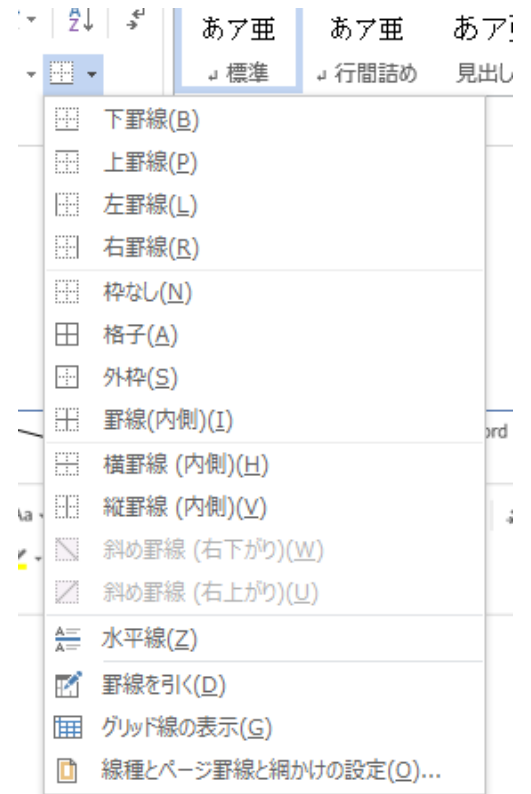 あア亜 あア亜 あア
標準 行間詰め 見出し
下罫線(B)
上罫線(P)
左罫線(L)
右罫線(R)
枠なし(N)
格子(A)
外枠(S)
罫線(内側)(I)
横罫線 (内側)(H)
縦罫線 (内側)(V)
斜め罫線 (右下がり)(W)
斜め罫線 (右上がり)(U)
水平線(Z)
罫線を引く(D)
グリッド線の表示(G)
線種とページ罫線と網かけの設定(O)...